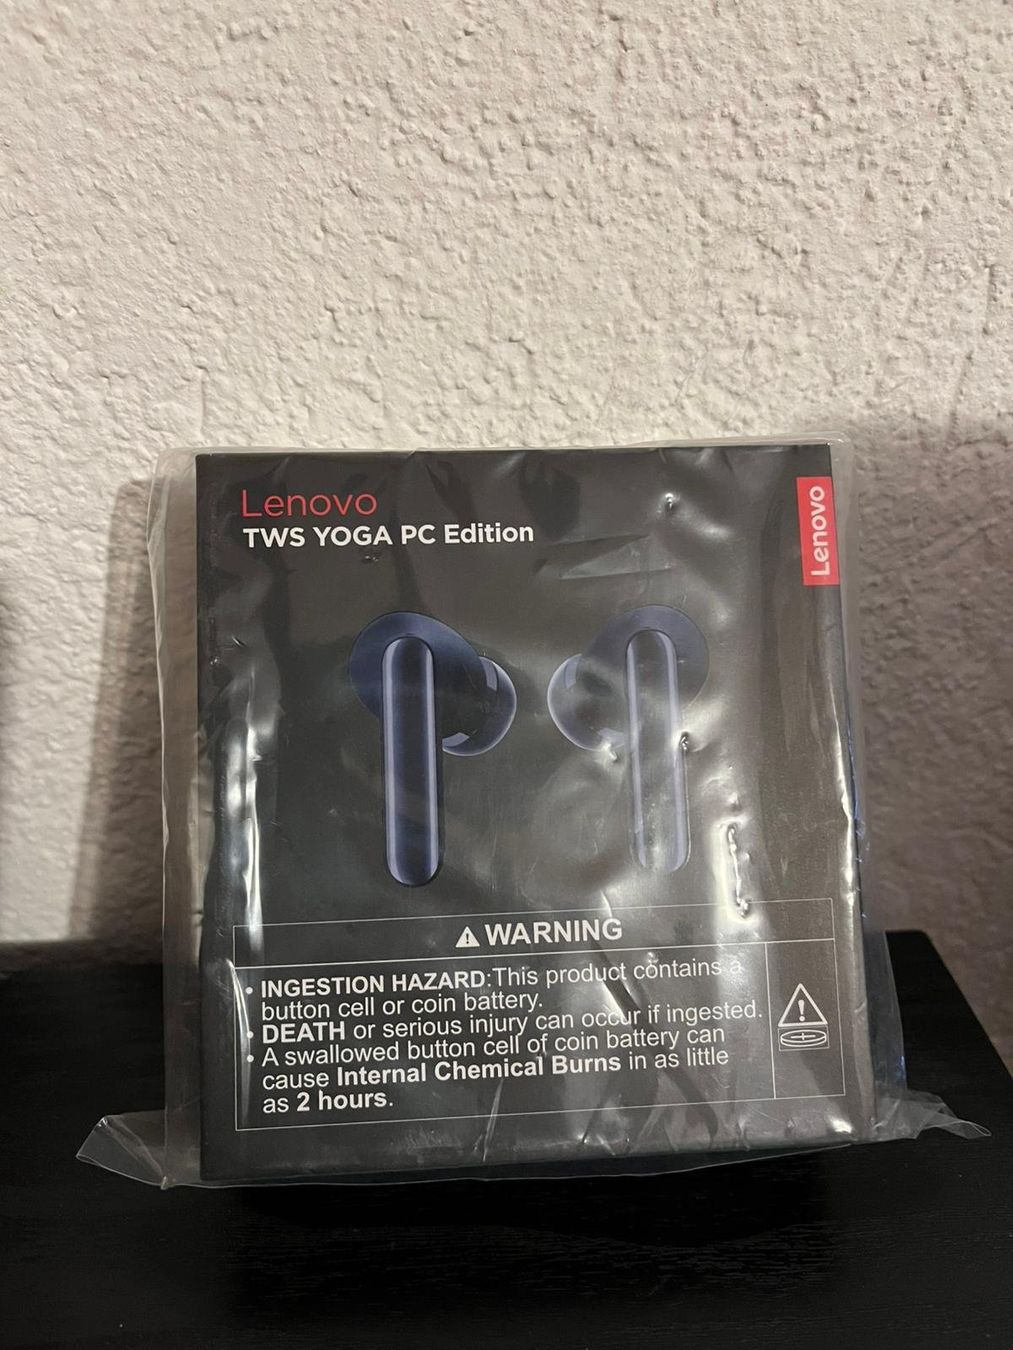 Lenovo
TWS YOGA PC Edition
Lenovo
WARNING
• INGESTION HAZARD:This product contains a
button cell or coin battery.
• DEATH or serious injury can occur if ingested.
• A swallowed button cell of coin battery can
cause Internal Chemical Burns in as little
as 2 hours.